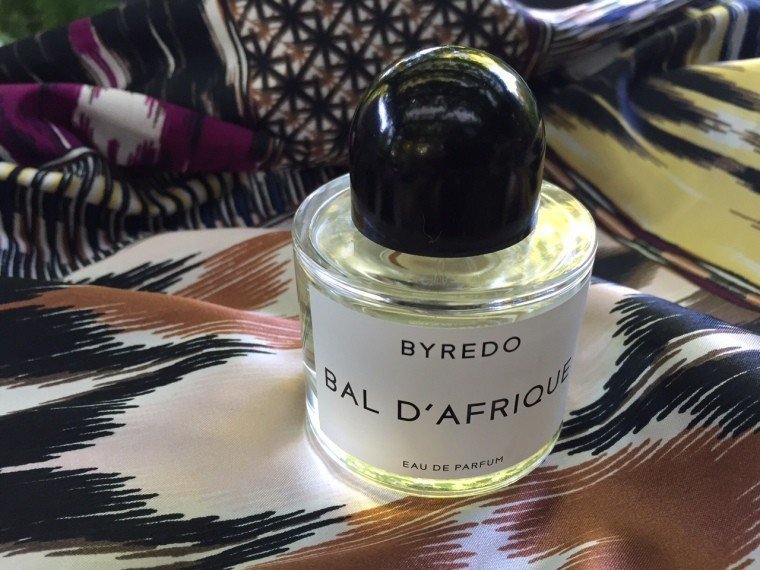 BYREDO
BAL D'AFRIQUE
EAU DE PARFUM